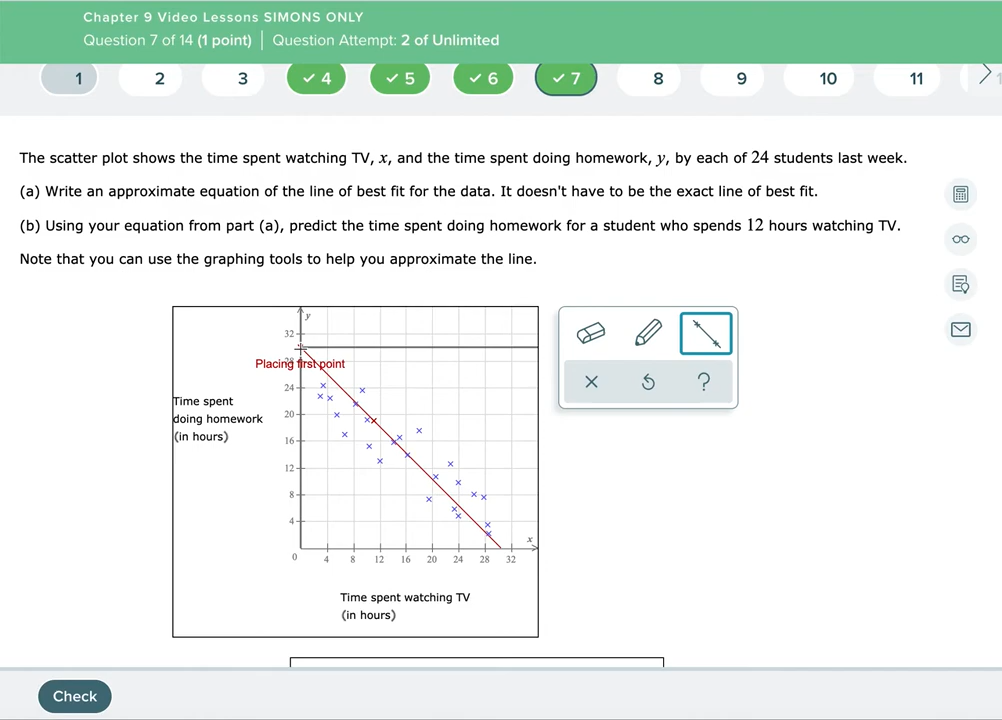 Chapter 9 Video Lessons SIMONS ONLY
Question 7 of 14 (1 point) | Question Attempt: 2 of Unlimited
1 2 3 ✓ 4 ✓ 5 ✓ 6 ✓ 7 8 9 10 11
The scatter plot shows the time spent watching TV, x, and the time spent doing homework, y, by each of 24 students last week.
(a) Write an approximate equation of the line of best fit for the data. It doesn't have to be the exact line of best fit.
(b) Using your equation from part (a), predict the time spent doing homework for a student who spends 12 hours watching TV.
Note that you can use the graphing tools to help you approximate the line.
y
32
28
Placing first point
24
Time spent
doing homework
(in hours)
20
16
12
8
4
x
0 4 8 12 16 20 24 28 32
Time spent watching TV
(in hours)
?
Check